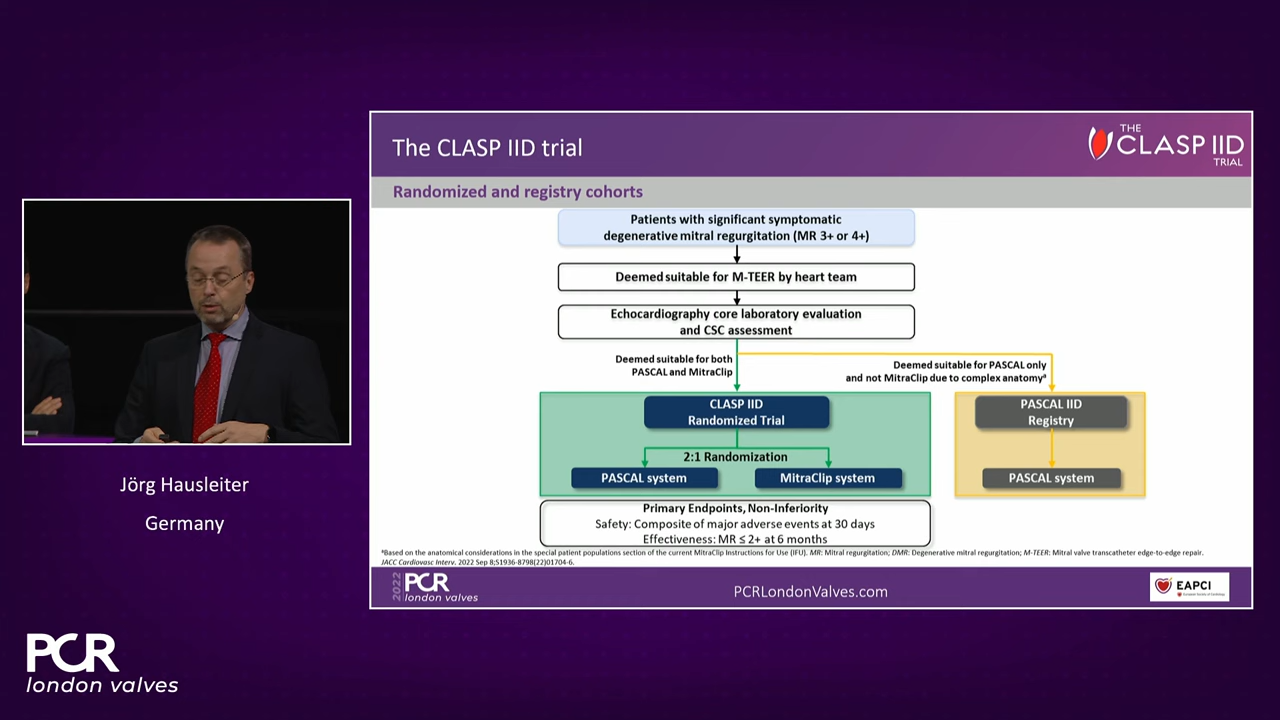 The CLASP IID trial
THE
CLASP IID
TRIAL
Randomized and registry cohorts
Patients with significant symptomatic
degenerative mitral regurgitation (MR 3+ or 4+)
Deemed suitable for M-TEER by heart team
Echocardiography core laboratory evaluation
and CSC assessment
Deemed suitable for both
PASCAL and MitraClip
Deemed suitable for PASCAL only
and not MitraClip due to complex anatomyᵃ
CLASP IID
Randomized Trial
PASCAL IID
Registry
2:1 Randomization
PASCAL system
MitraClip system
PASCAL system
Primary Endpoints, Non-Inferiority
Safety: Composite of major adverse events at 30 days
Effectiveness: MR ≤ 2+ at 6 months
ᵃBased on the anatomical considerations in the special patient populations section of the current MitraClip Instructions for Use (IFU). MR: Mitral regurgitation; DMR: Degenerative mitral regurgitation; M-TEER: Mitral valve transcatheter edge-to-edge repair.
JACC Cardiovasc Interv. 2022 Sep 8;S1936-8798(22)01704-6.
2022
PCR
london valves
PCRLondonValves.com
EAPCI
Jörg Hausleiter
Germany
PCR
london valves